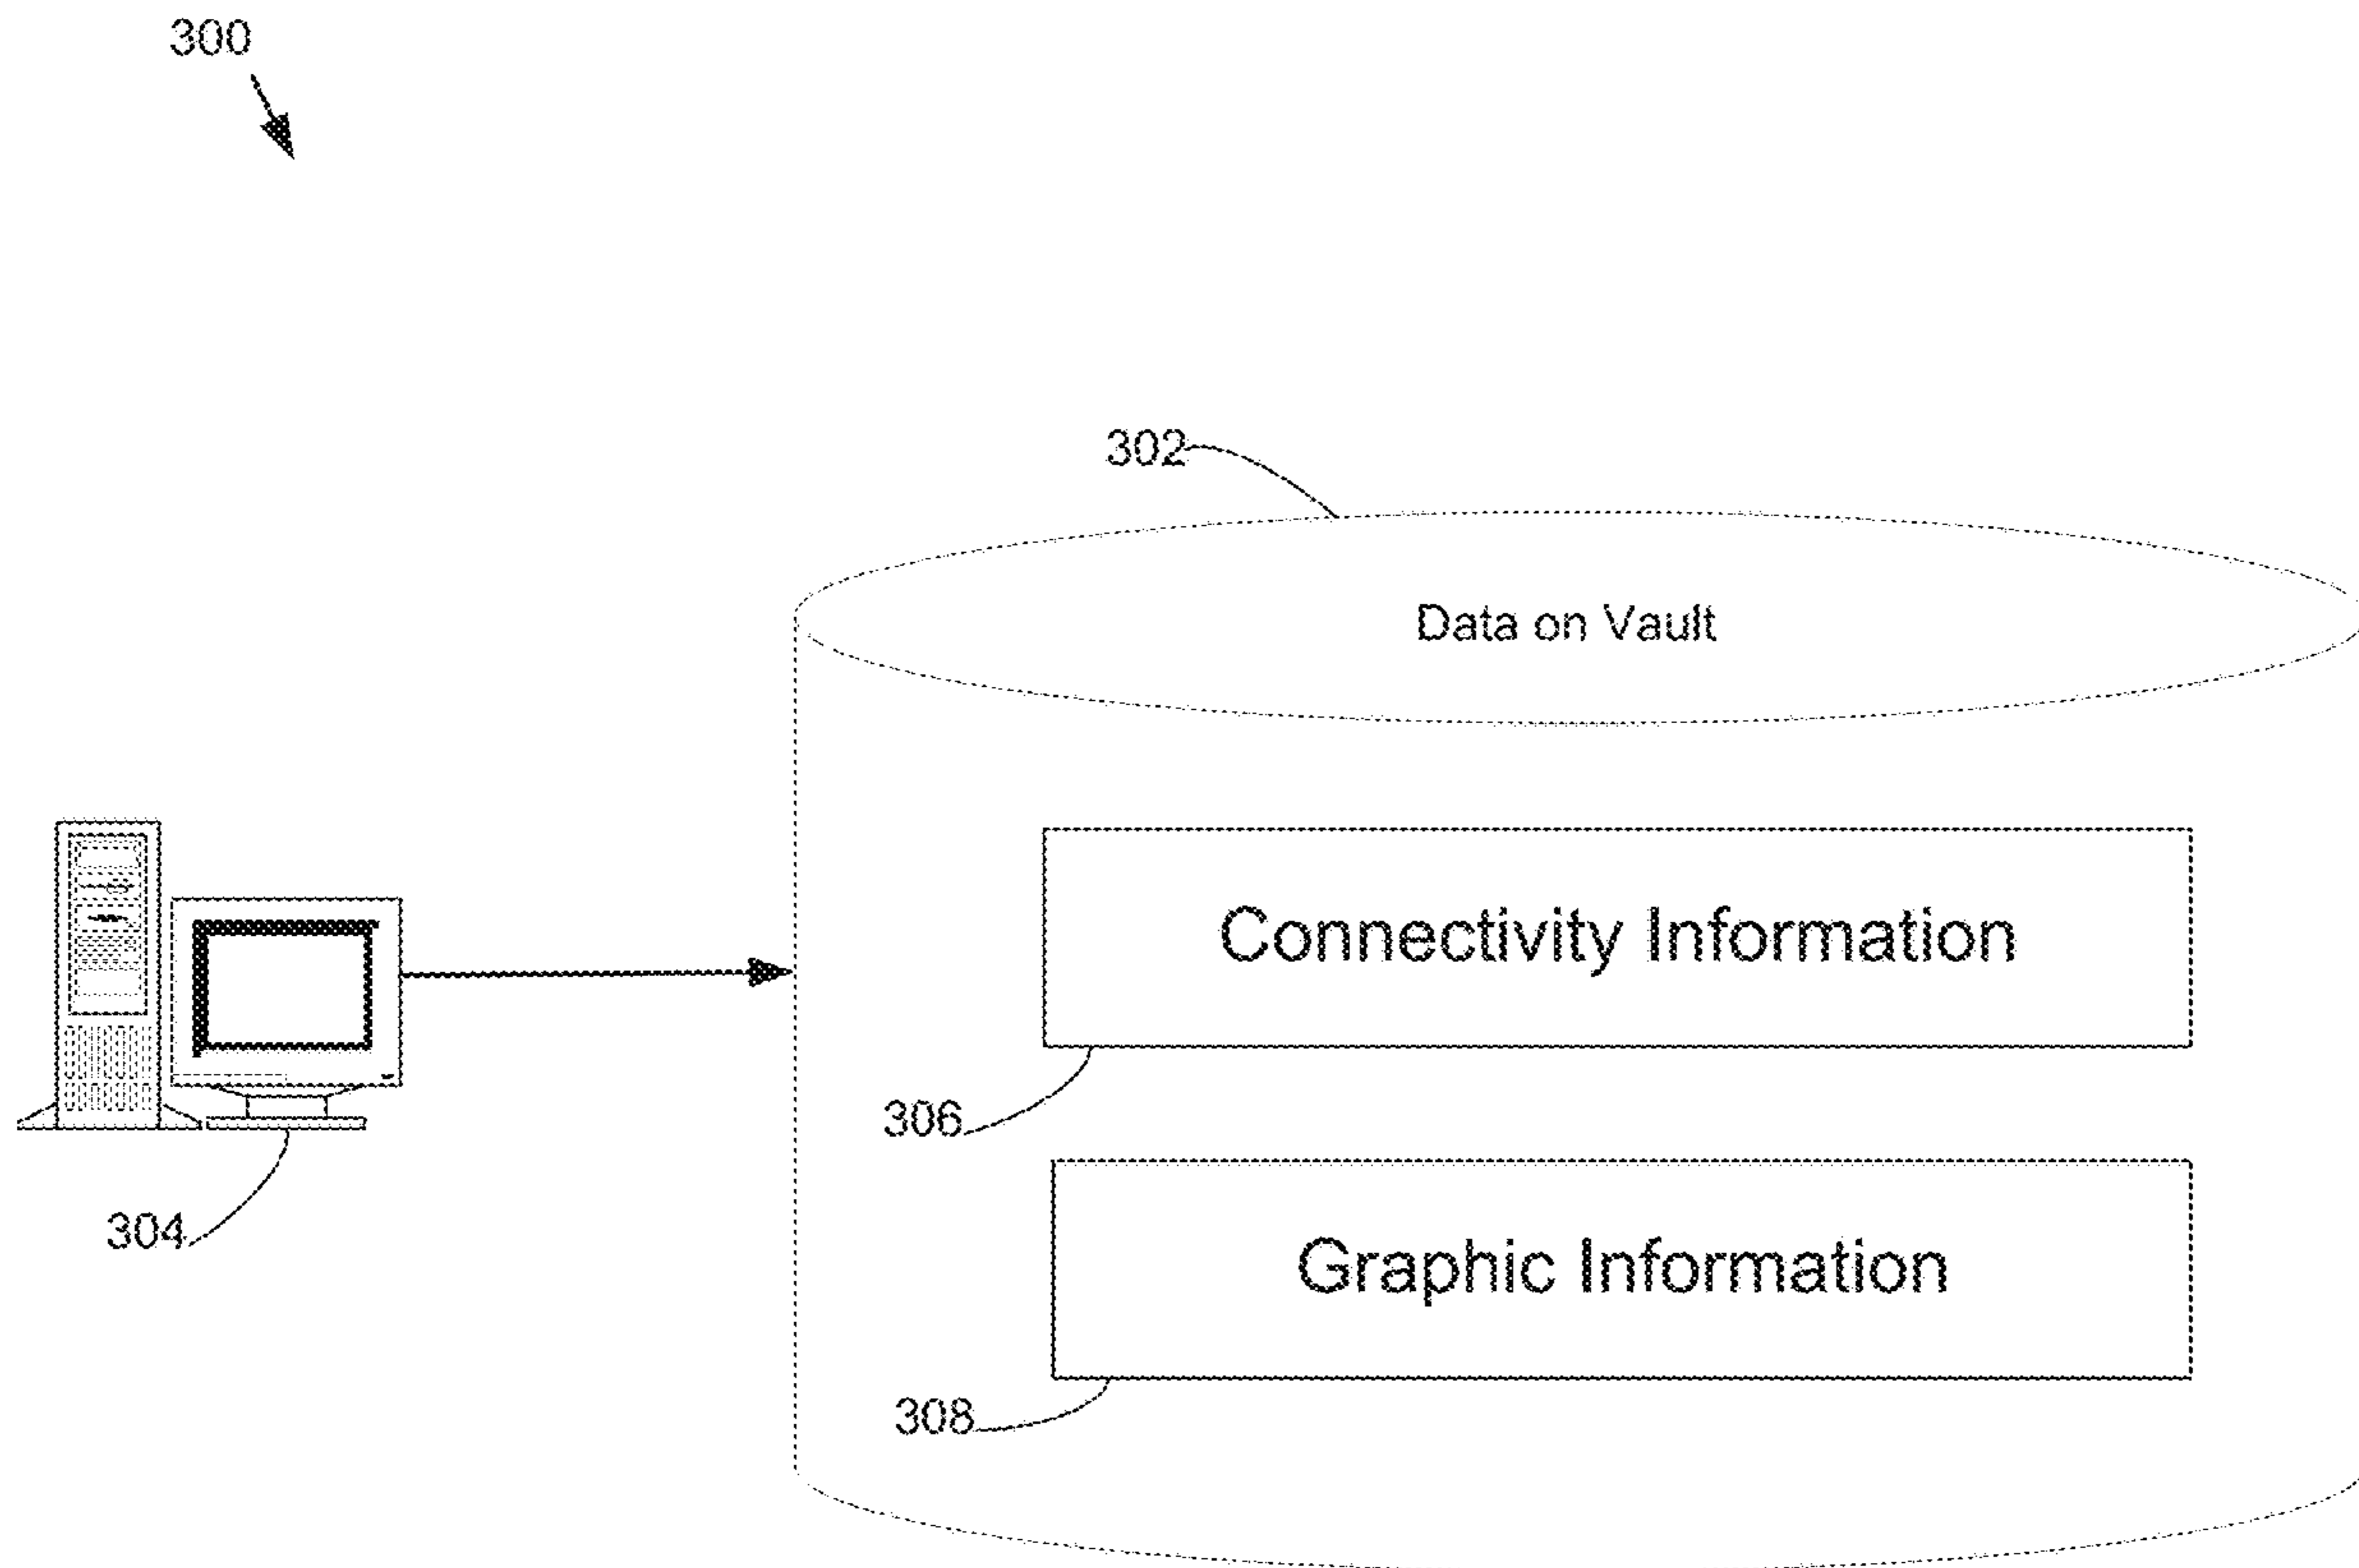 300
302
Data on Vault
Connectivity Information
306
304
Graphic Information
308